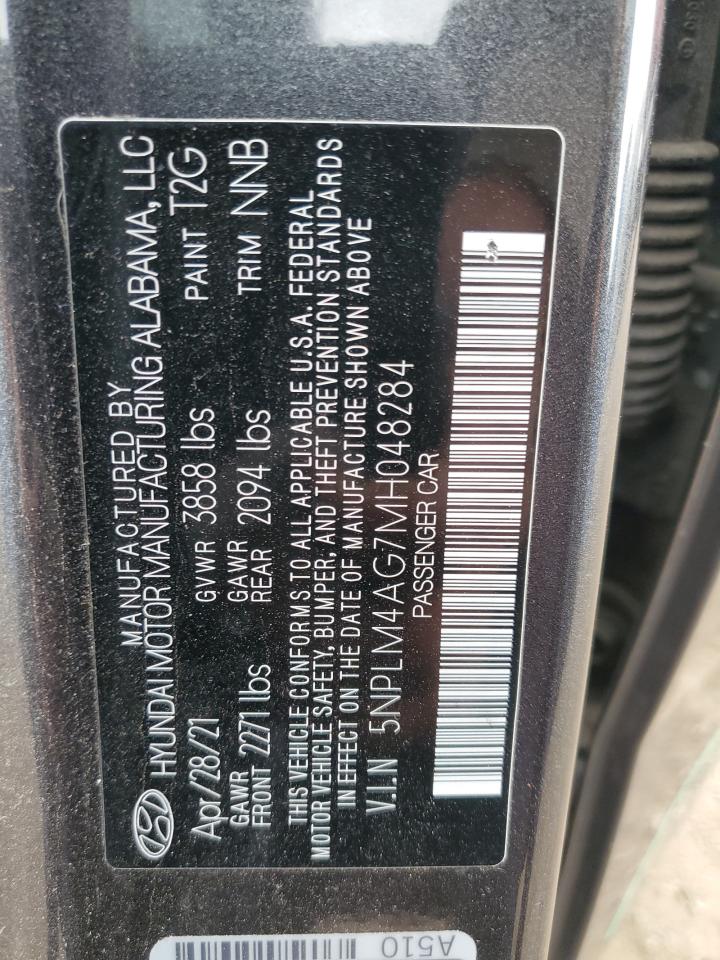 MANUFACTURED BY
HYUNDAI MOTOR MANUFACTURING ALABAMA, LLC
Apr/28/21 GVWR 3858 lbs PAINT T2G
GAWR FRONT 2271 lbs GAWR REAR 2094 lbs TRIM NNB
THIS VEHICLE CONFORMS TO ALL APPLICABLE U.S.A. FEDERAL
MOTOR VEHICLE SAFETY, BUMPER, AND THEFT PREVENTION STANDARDS
IN EFFECT ON THE DATE OF MANUFACTURE SHOWN ABOVE
V.I.N 5NPLM4AG7MH048284
PASSENGER CAR
A510